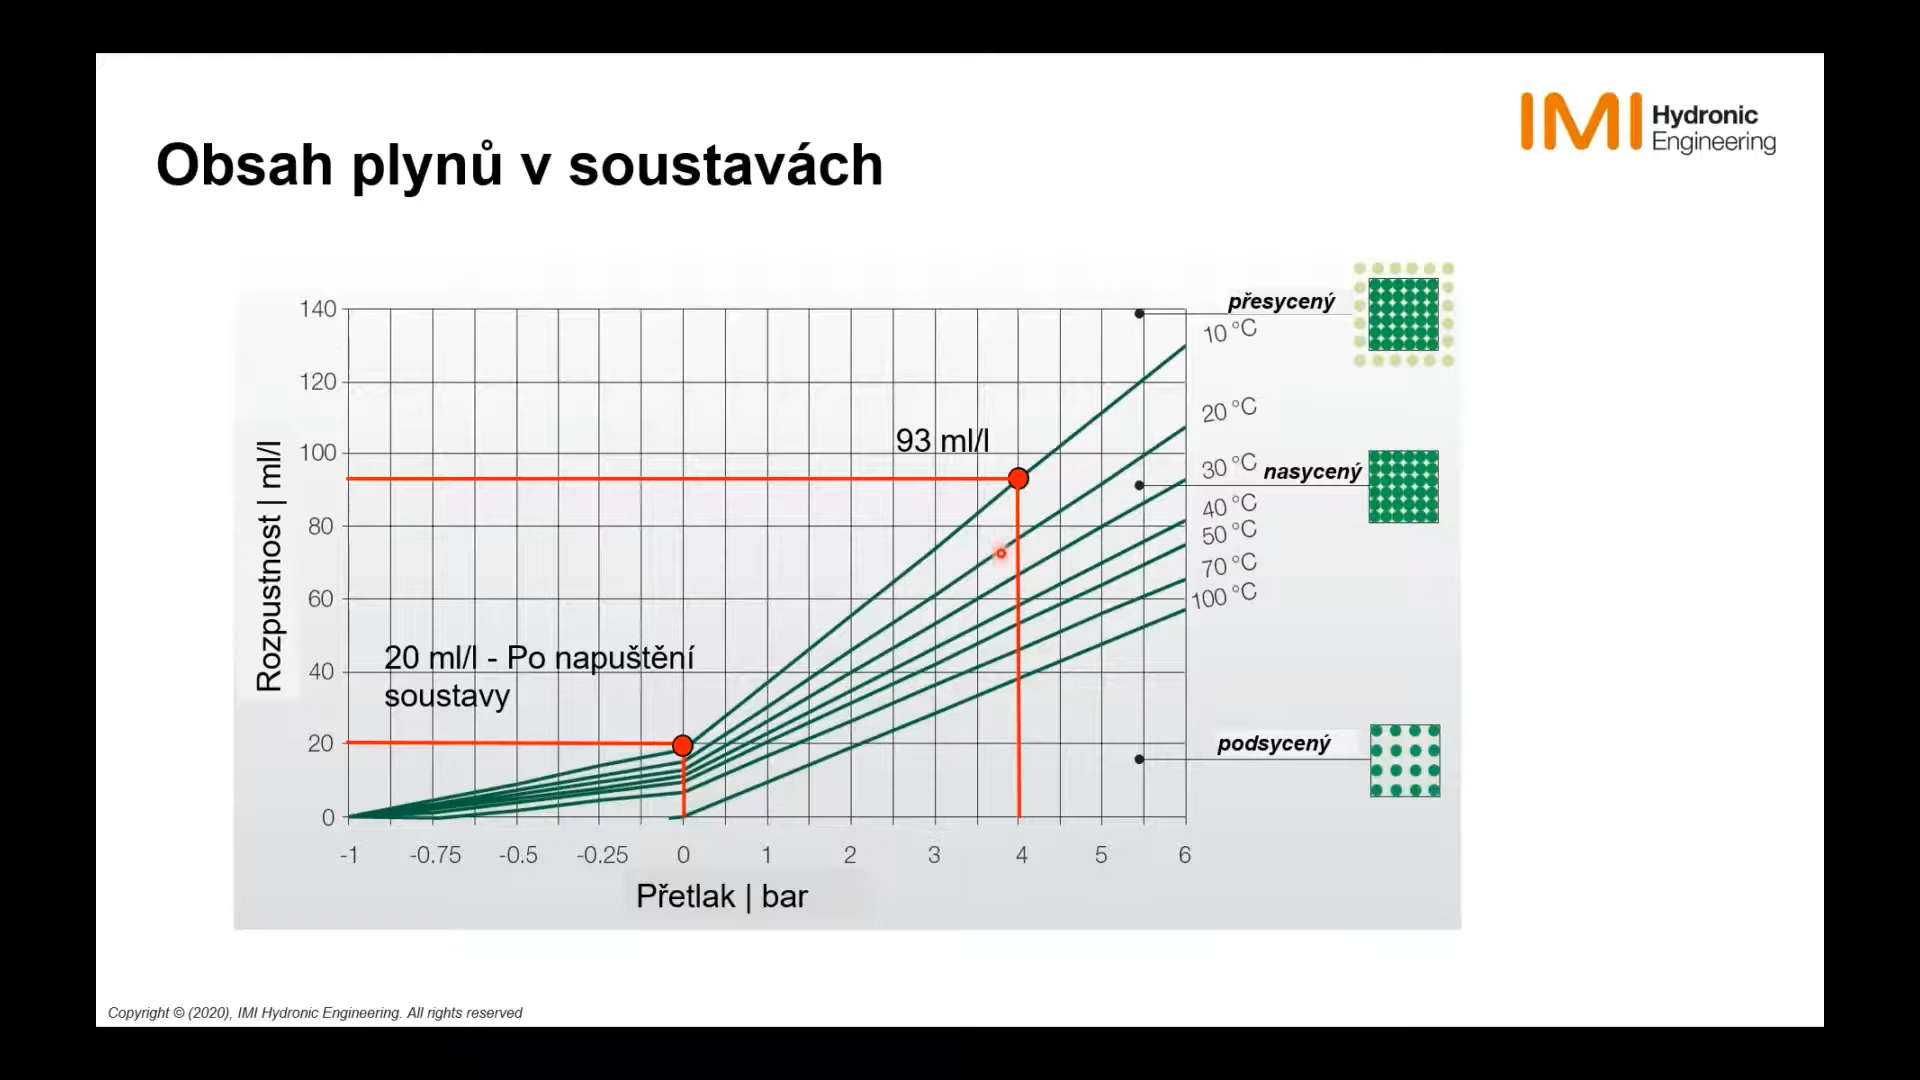 IMI Hydronic
Engineering
Obsah plynů v soustavách
přesycený
140
10 °C
120
20 °C
93 ml/l
100
30 °C
nasycený
40 °C
80
50 °C
70 °C
60
100 °C
Rozpustnost | ml/l
20 ml/l - Po napuštění
soustavy
40
20
podsycený
0
-1 -0.75 -0.5 -0.25 0 1 2 3 4 5 6
Přetlak | bar
Copyright © (2020), IMI Hydronic Engineering. All rights reserved